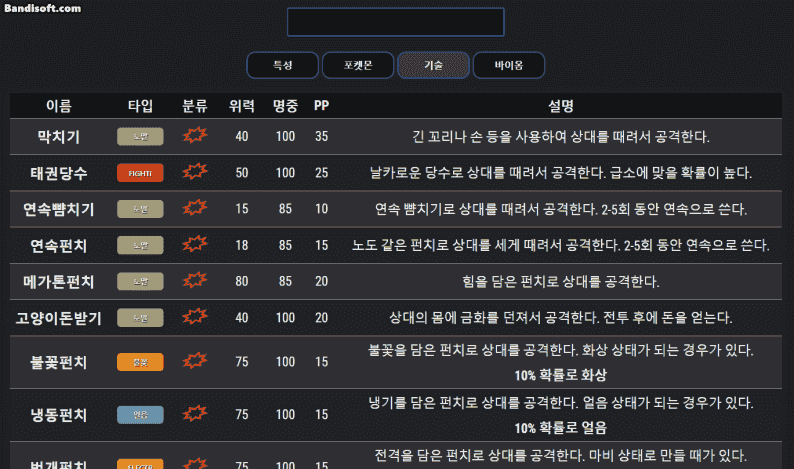 Bandisoft.com
특성 포켓몬 기술 바이옴
이름 타입 분류 위력 명중 PP 설명
막치기 노말 40 100 35 긴 꼬리나 손 등을 사용하여 상대를 때려서 공격한다.
태권당수 FIGHTI 50 100 25 날카로운 당수로 상대를 때려서 공격한다. 급소에 맞을 확률이 높다.
연속뺨치기 노말 15 85 10 연속 뺨치기로 상대를 때려서 공격한다. 2-5회 동안 연속으로 쓴다.
연속펀치 노말 18 85 15 노도 같은 펀치로 상대를 세게 때려서 공격한다. 2-5회 동안 연속으로 쓴다.
메가톤펀치 노말 80 85 20 힘을 담은 펀치로 상대를 공격한다.
고양이돈받기 노말 40 100 20 상대의 몸에 금화를 던져서 공격한다. 전투 후에 돈을 얻는다.
불꽃펀치 불꽃 75 100 15 불꽃을 담은 펀치로 상대를 공격한다. 화상 상태가 되는 경우가 있다.
10% 확률로 화상
냉동펀치 얼음 75 100 15 냉기를 담은 펀치로 상대를 공격한다. 얼음 상태가 되는 경우가 있다.
10% 확률로 얼음
번개펀치 75 100 15 전격을 담은 펀치로 상대를 공격한다. 마비 상태로 만들 때가 있다.